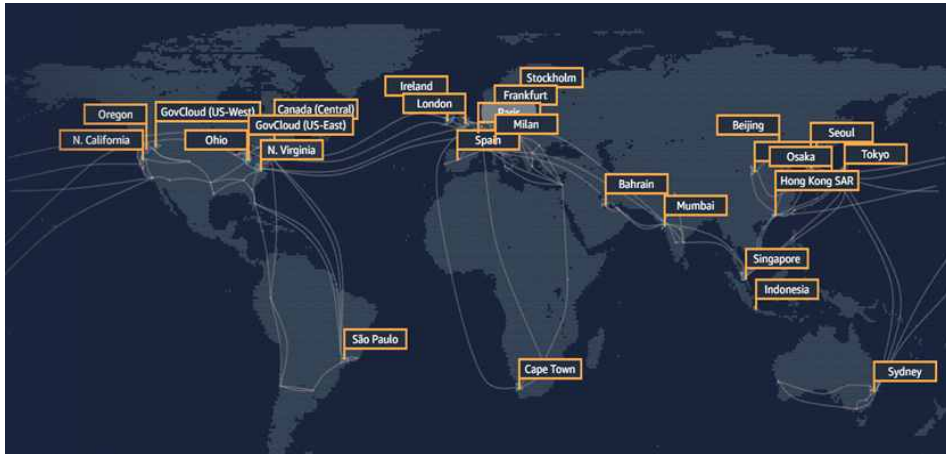 Stockholm
Ireland
Frankfurt
London
Paris
Canada (Central)
Oregon
GovCloud (US-West)
GovCloud (US-East)
Milan
Beijing
Seoul
N. California
Ohio
Spain
N. Virginia
Osaka
Tokyo
Hong Kong SAR
Bahrain
Mumbai
Singapore
Indonesia
São Paulo
Cape Town
Sydney